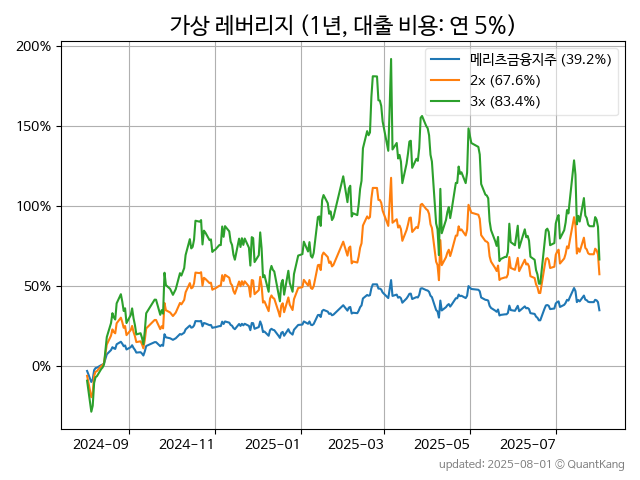 가상 레버리지 (1년, 대출 비용: 연 5%)
메리츠금융지주 (39.2%)
2x (67.6%)
3x (83.4%)
200%
150%
100%
50%
0%
2024-09 2024-11 2025-01 2025-03 2025-05 2025-07
updated: 2025-08-01 © QuantKang